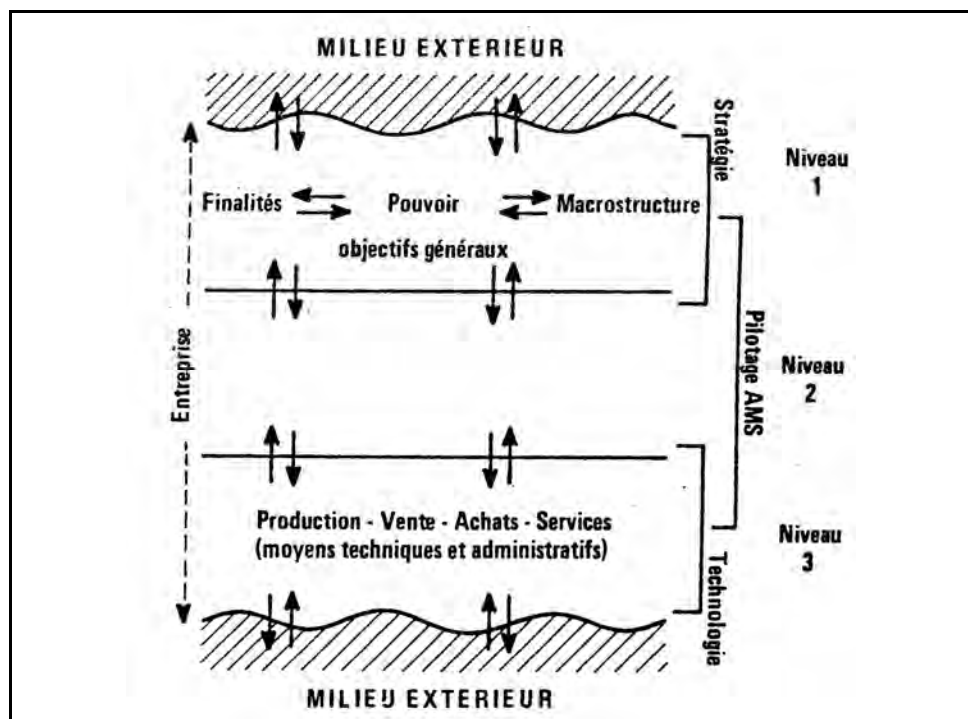 MILIEU EXTERIEUR
Stratégie
Niveau
1
Finalités Pouvoir Macrostructure
objectifs généraux
Entreprise
Pilotage AMS
Niveau
2
Production - Vente - Achats - Services
(moyens techniques et administratifs)
Niveau
3
Technologie
MILIEU EXTERIEUR